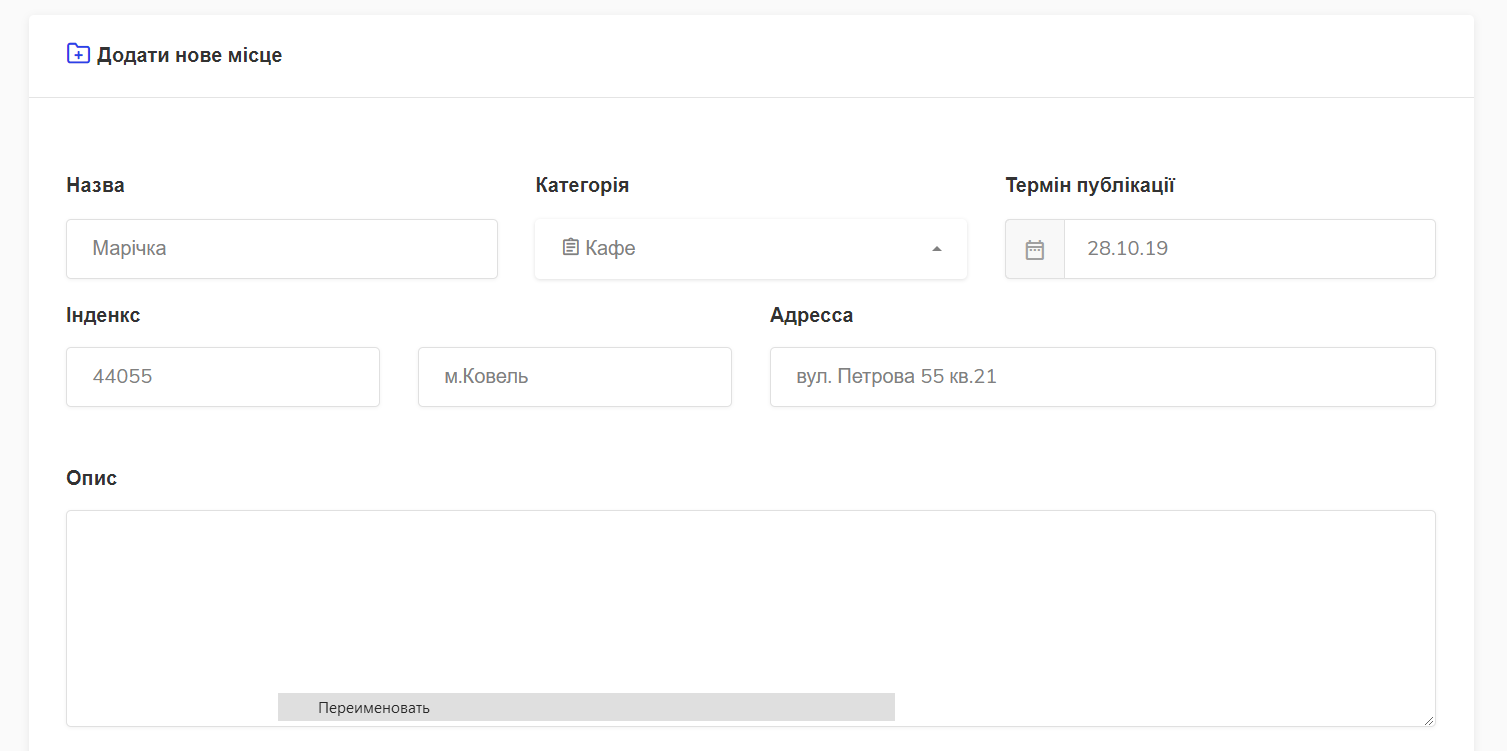 Додати нове місце
Назва Категорія Термін публікації
Марічка Кафе 28.10.19
Інденкс Адресса
44055 м.Ковель вул. Петрова 55 кв.21
Опис
Переименовать